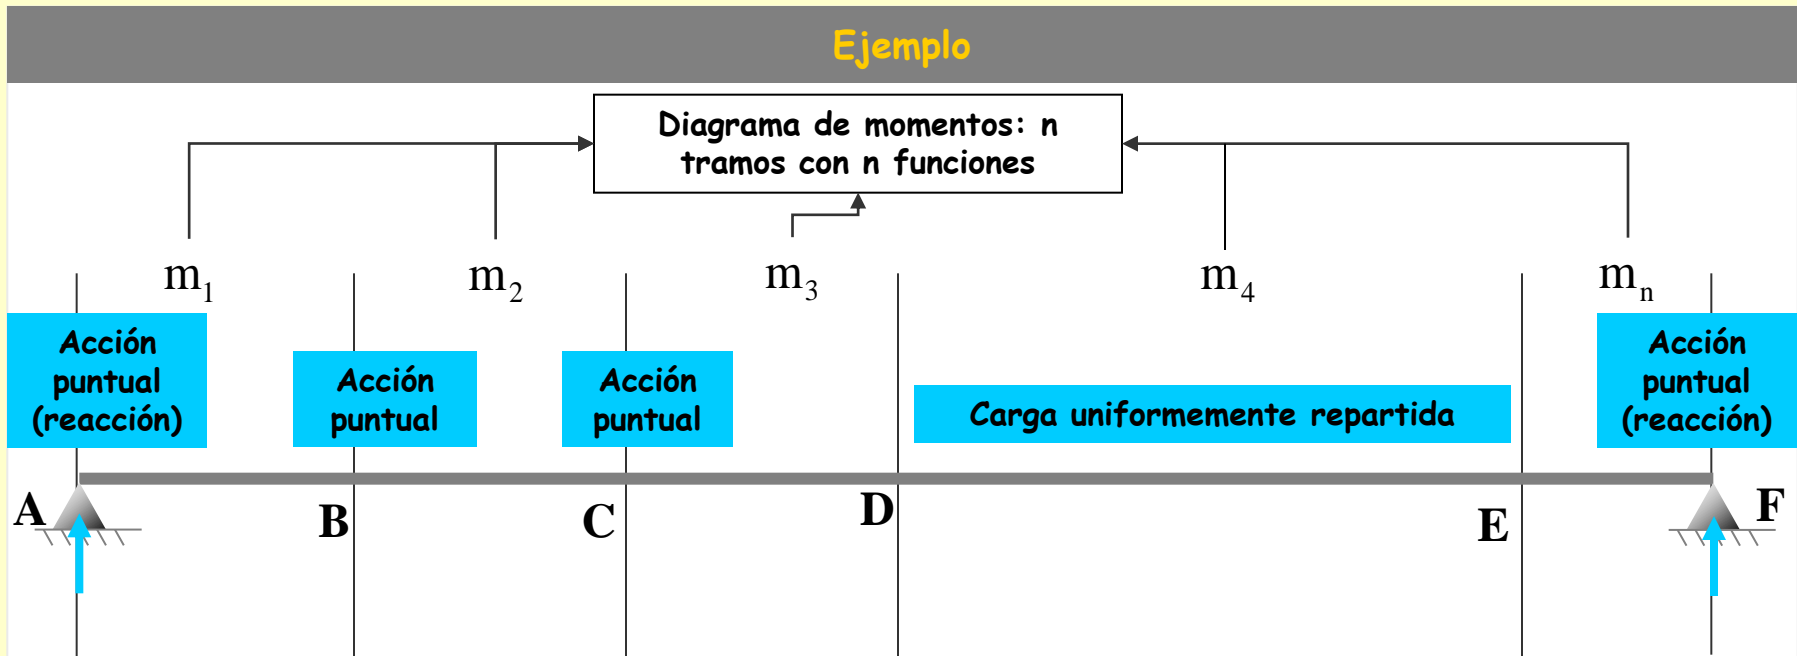 Ejemplo
Diagrama de momentos: n
tramos con n funciones
m1
m2
m3
m4
mn
Acción
puntual
(reacción)
Acción
puntual
Acción
puntual
Carga uniformemente repartida
Acción
puntual
(reacción)
A
B
C
D
E
F